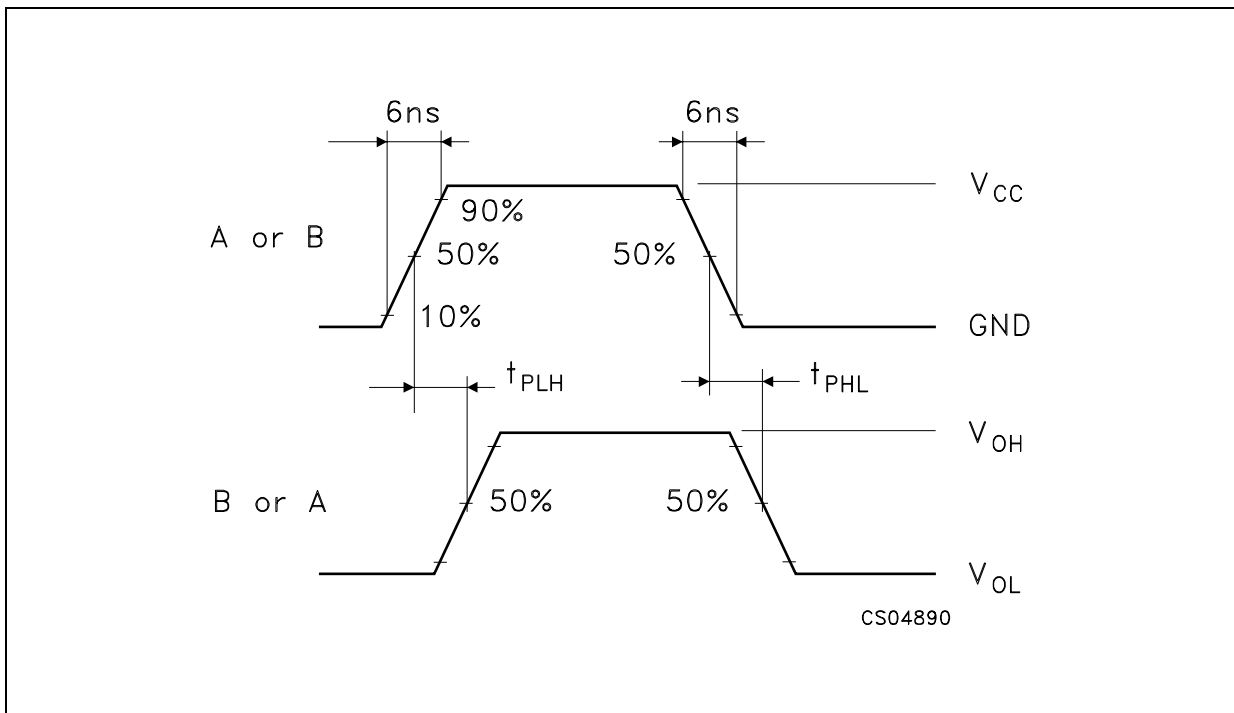 6ns 6ns
V_CC
90%
A or B
50% 50%
10%
GND
t_PLH t_PHL
V_OH
B or A 50% 50%
V_OL
CS04890